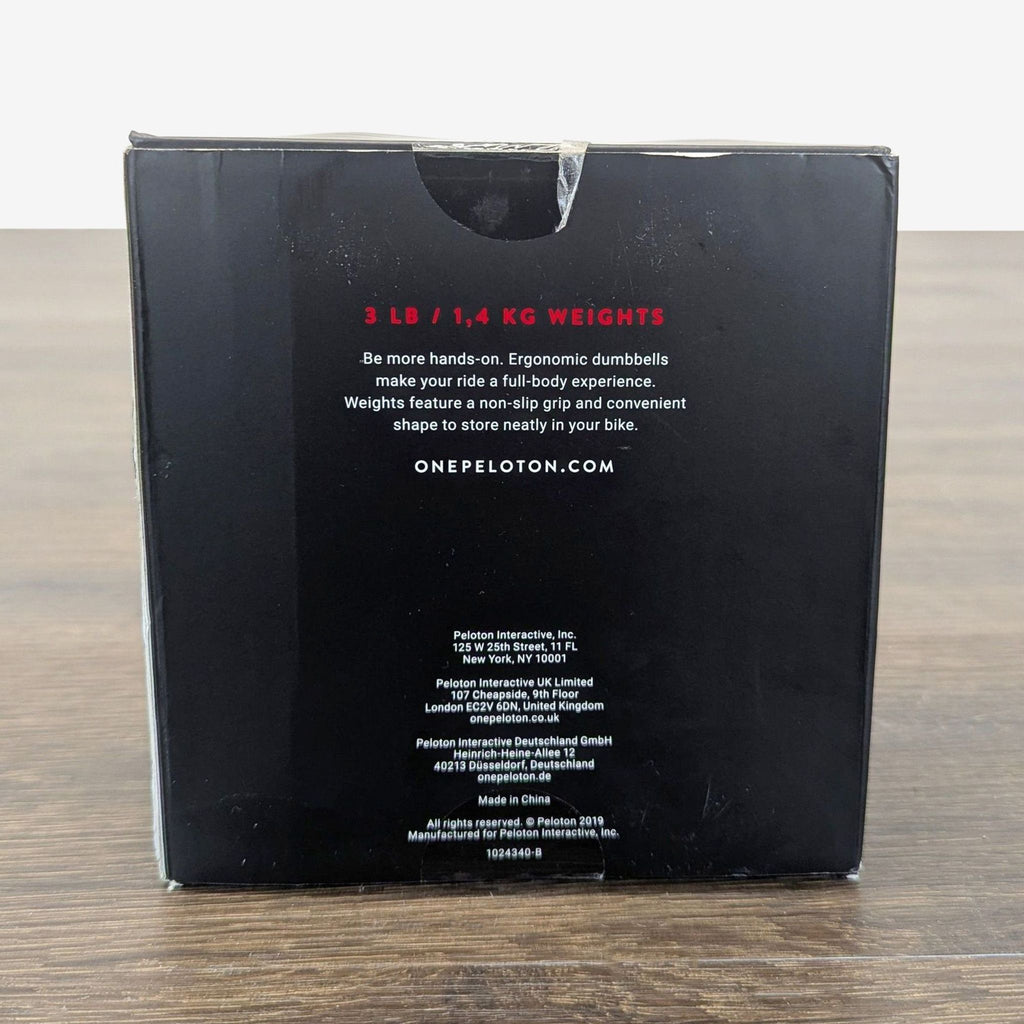 3 LB / 1,4 KG WEIGHTS
Be more hands-on. Ergonomic dumbbells
make your ride a full-body experience.
Weights feature a non-slip grip and convenient
shape to store neatly in your bike.
ONEPELOTON.COM
Peloton Interactive, Inc.
125 W 25th Street, 11 FL
New York, NY 10001
Peloton Interactive UK Limited
107 Cheapside, 9th Floor
London EC2V 6DN, United Kingdom
onepeloton.co.uk
Peloton Interactive Deutschland GmbH
Heinrich-Heine-Allee 12
40213 Düsseldorf, Deutschland
onepeloton.de
Made in China
All rights reserved. © Peloton 2019
Manufactured for Peloton Interactive, Inc.
1024340-B